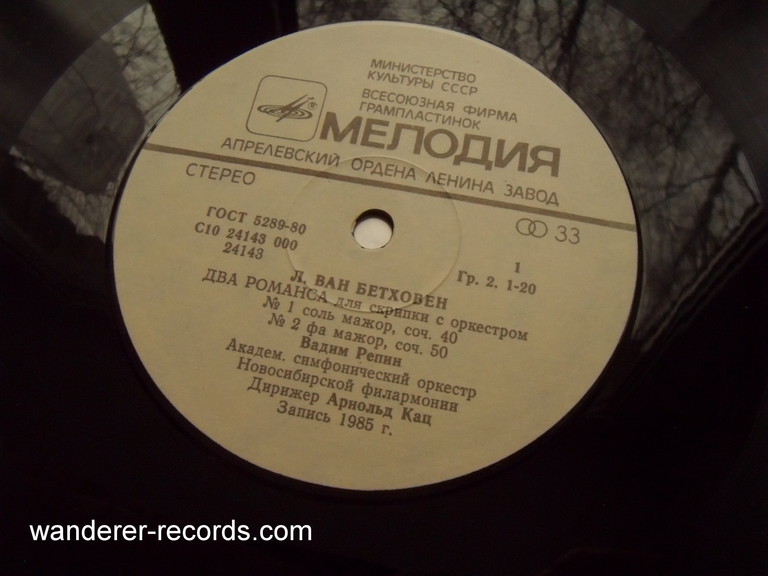 МИНИСТЕРСТВО
КУЛЬТУРЫ СССР
ВСЕСОЮЗНАЯ ФИРМА
ГРАМПЛАСТИНОК
МЕЛОДИЯ
АПРЕЛЕВСКИЙ ОРДЕНА ЛЕНИНА ЗАВОД
СТЕРЕО
33
ГОСТ 5289-80
С10 24143 000
24143
1
Гр. 2. 1-20
Л. ВАН БЕТХОВЕН
ДВА РОМАНСА для скрипки с оркестром
№ 1 соль мажор, соч. 40
№ 2 фа мажор, соч. 50
Вадим Репин
Академ. симфонический оркестр
Новосибирской филармонии
Дирижер Арнольд Кац
Запись 1985 г.
wanderer-records.com